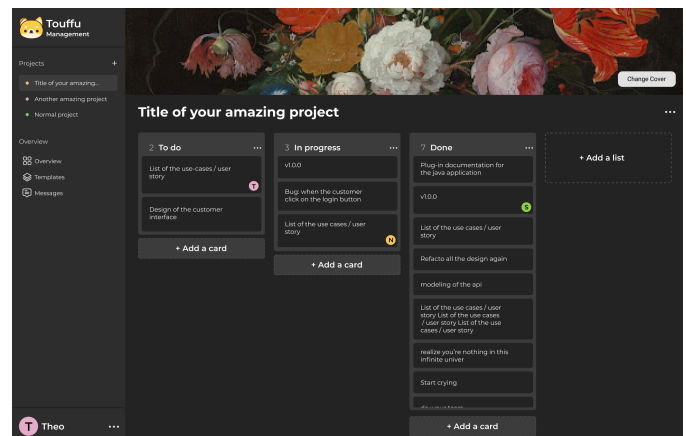 Touffu
Management
Projects +
Title of your amazing...
Another amazing project
Normal project
Overview
Overview
Templates
Messages
T Theo ...
Change Cover
Title of your amazing project ...
2 To do ...
List of the use-cases / user
story
T
Design of the customer
interface
+ Add a card
3 In progress ...
v1.0.0
Bug: when the customer
click on the login button
List of the use cases / user
story
N
+ Add a card
7 Done ...
Plug-in documentation for
the java application
v1.0.0
S
List of the use cases / user
story
Refacto all the design again
modeling of the api
List of the use cases / user
story List of the use cases
/ user story List of the use
cases / user story
realize you're nothing in this
infinite univer
Start crying
+ Add a card
+ Add a list